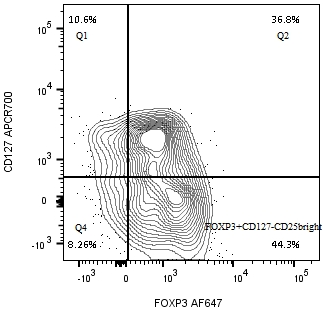 10.6%
36.8%
Q1
Q2
10^5
10^4
10^3
0
-10^3
CD127 APCR700
Q4
FOXP3+CD127-CD25bright
8.26%
44.3%
-10^3
0
10^3
10^4
10^5
FOXP3 AF647